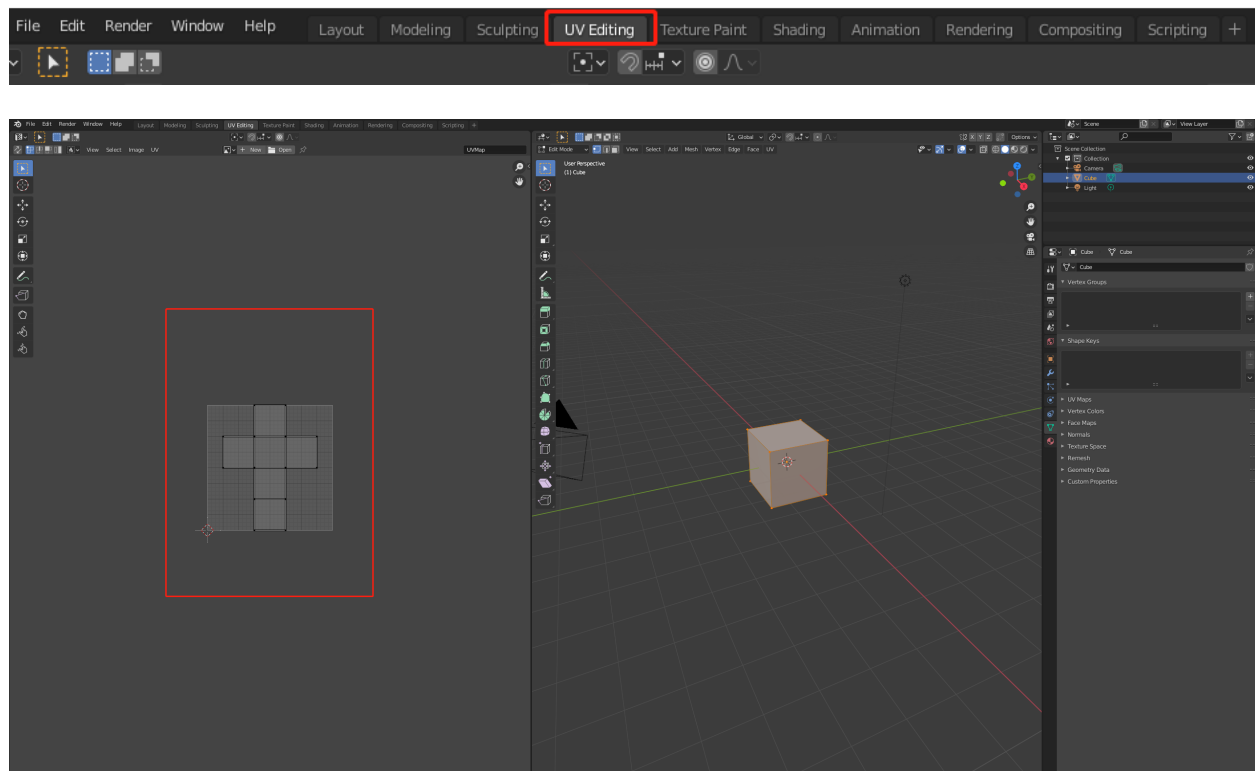 File Edit Render Window Help Layout Modeling Sculpting UV Editing Texture Paint Shading Animation Rendering Compositing Scripting +
File Edit Render Window Help Layout Modeling Sculpting UV Editing Texture Paint Shading Animation Rendering Compositing Scripting + Scene View Layer
Global Options
View Select Image UV + New Open UVMap Edit Mode View Select Add Mesh Vertex Edge Face UV Scene Collection
User Perspective
(1) Cube
Collection
Camera
Cube
Light
Cube Cube
Cube
Vertex Groups
Shape Keys
UV Maps
Vertex Colors
Face Maps
Normals
Texture Space
Remesh
Geometry Data
Custom Properties